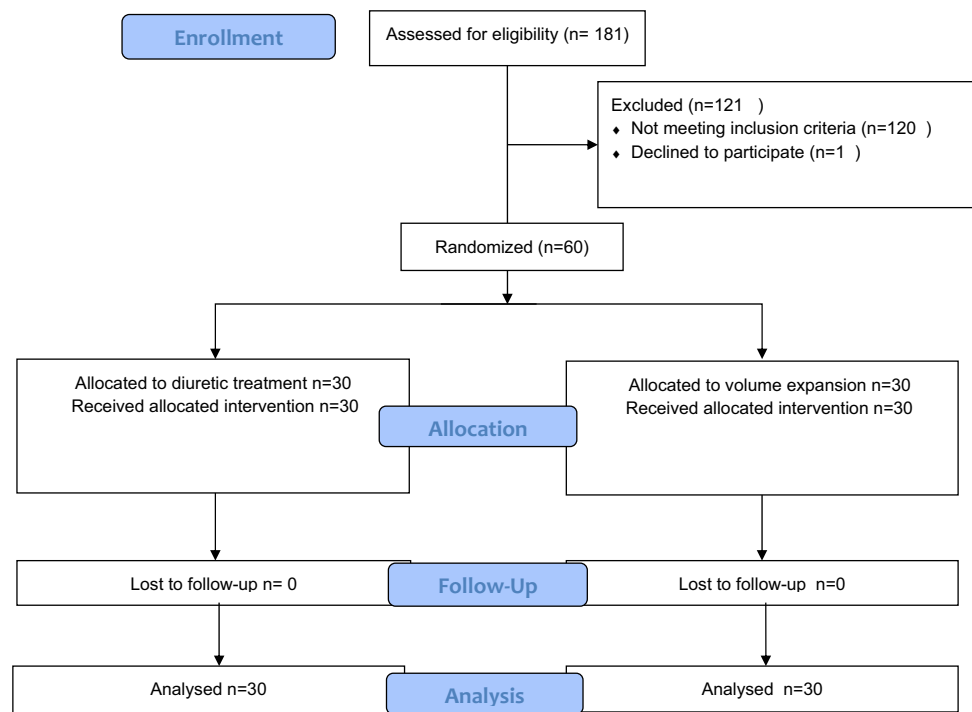 Enrollment
Assessed for eligibility (n= 181)
Excluded (n=121 )
♦ Not meeting inclusion criteria (n=120 )
♦ Declined to participate (n=1 )
Randomized (n=60)
Allocated to diuretic treatment n=30
Received allocated intervention n=30
Allocated to volume expansion n=30
Received allocated intervention n=30
Allocation
Lost to follow-up n= 0
Follow-Up
Lost to follow-up n=0
Analysed n=30
Analysis
Analysed n=30